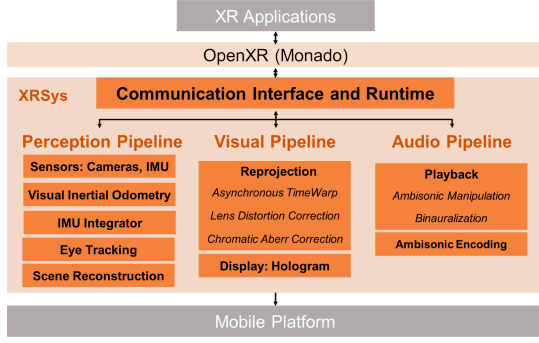 XR Applications
OpenXR (Monado)
XRSys
Communication Interface and Runtime
Perception Pipeline
Sensors: Cameras, IMU
Visual Inertial Odometry
IMU Integrator
Eye Tracking
Scene Reconstruction
Visual Pipeline
Reprojection
Asynchronous TimeWarp
Lens Distortion Correction
Chromatic Aberr Correction
Display: Hologram
Audio Pipeline
Playback
Ambisonic Manipulation
Binauralization
Ambisonic Encoding
Mobile Platform